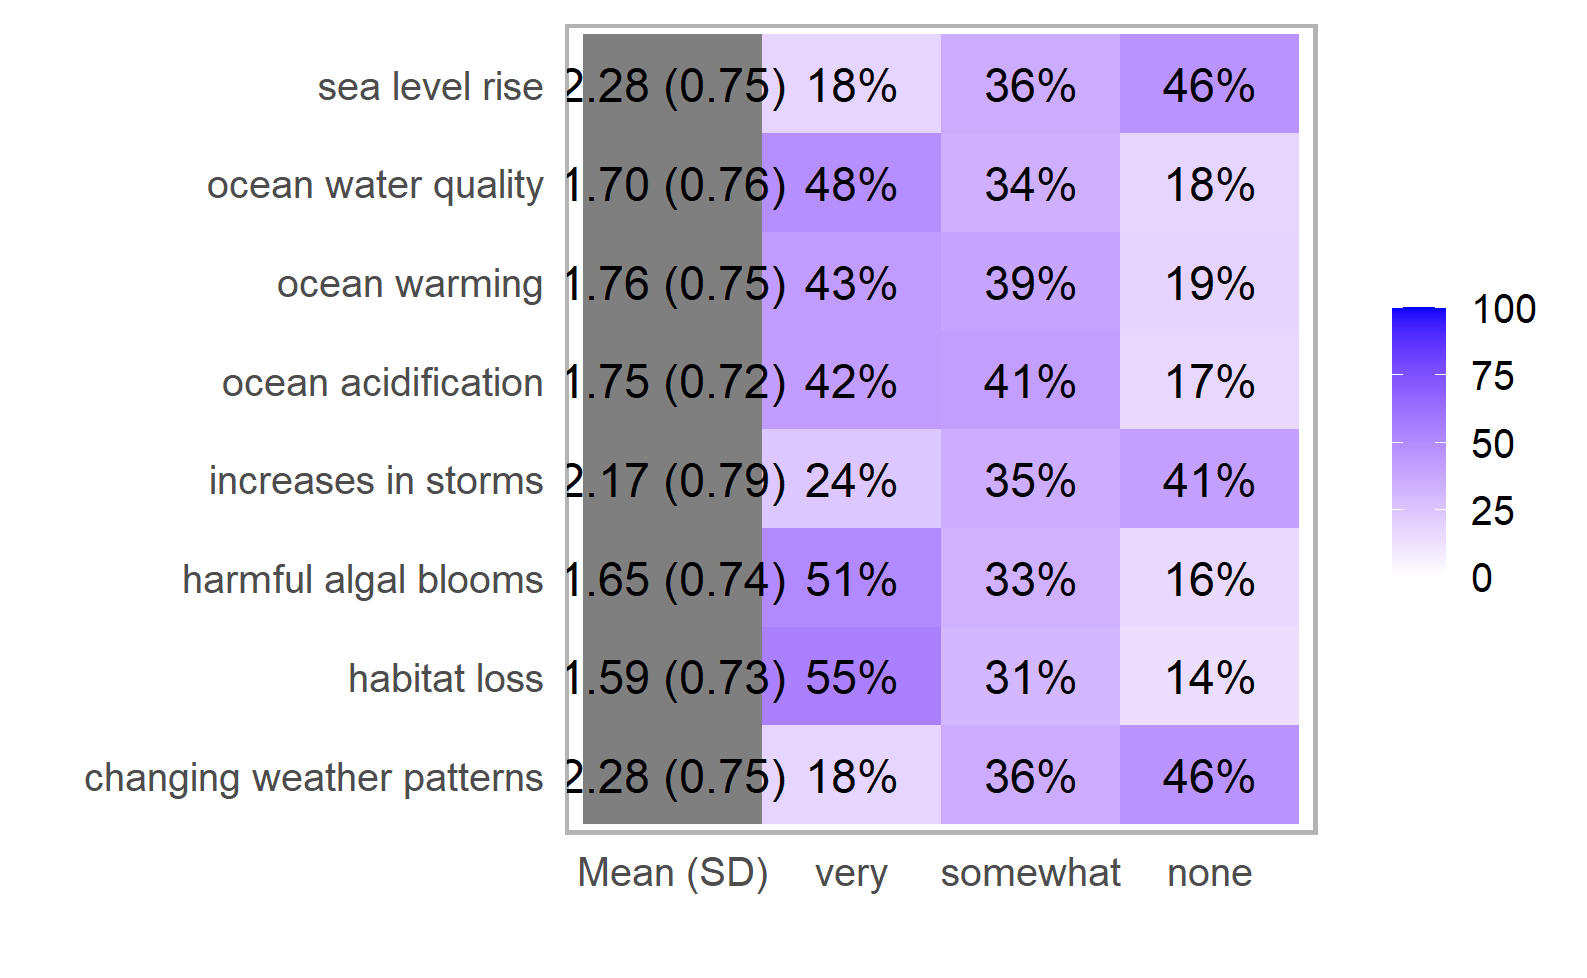 sea level rise 2.28 (0.75) 18% 36% 46%
ocean water quality 1.70 (0.76) 48% 34% 18%
ocean warming 1.76 (0.75) 43% 39% 19%
ocean acidification 1.75 (0.72) 42% 41% 17%
increases in storms 2.17 (0.79) 24% 35% 41%
harmful algal blooms 1.65 (0.74) 51% 33% 16%
habitat loss 1.59 (0.73) 55% 31% 14%
changing weather patterns 2.28 (0.75) 18% 36% 46%
Mean (SD) very somewhat none
100
75
50
25
0